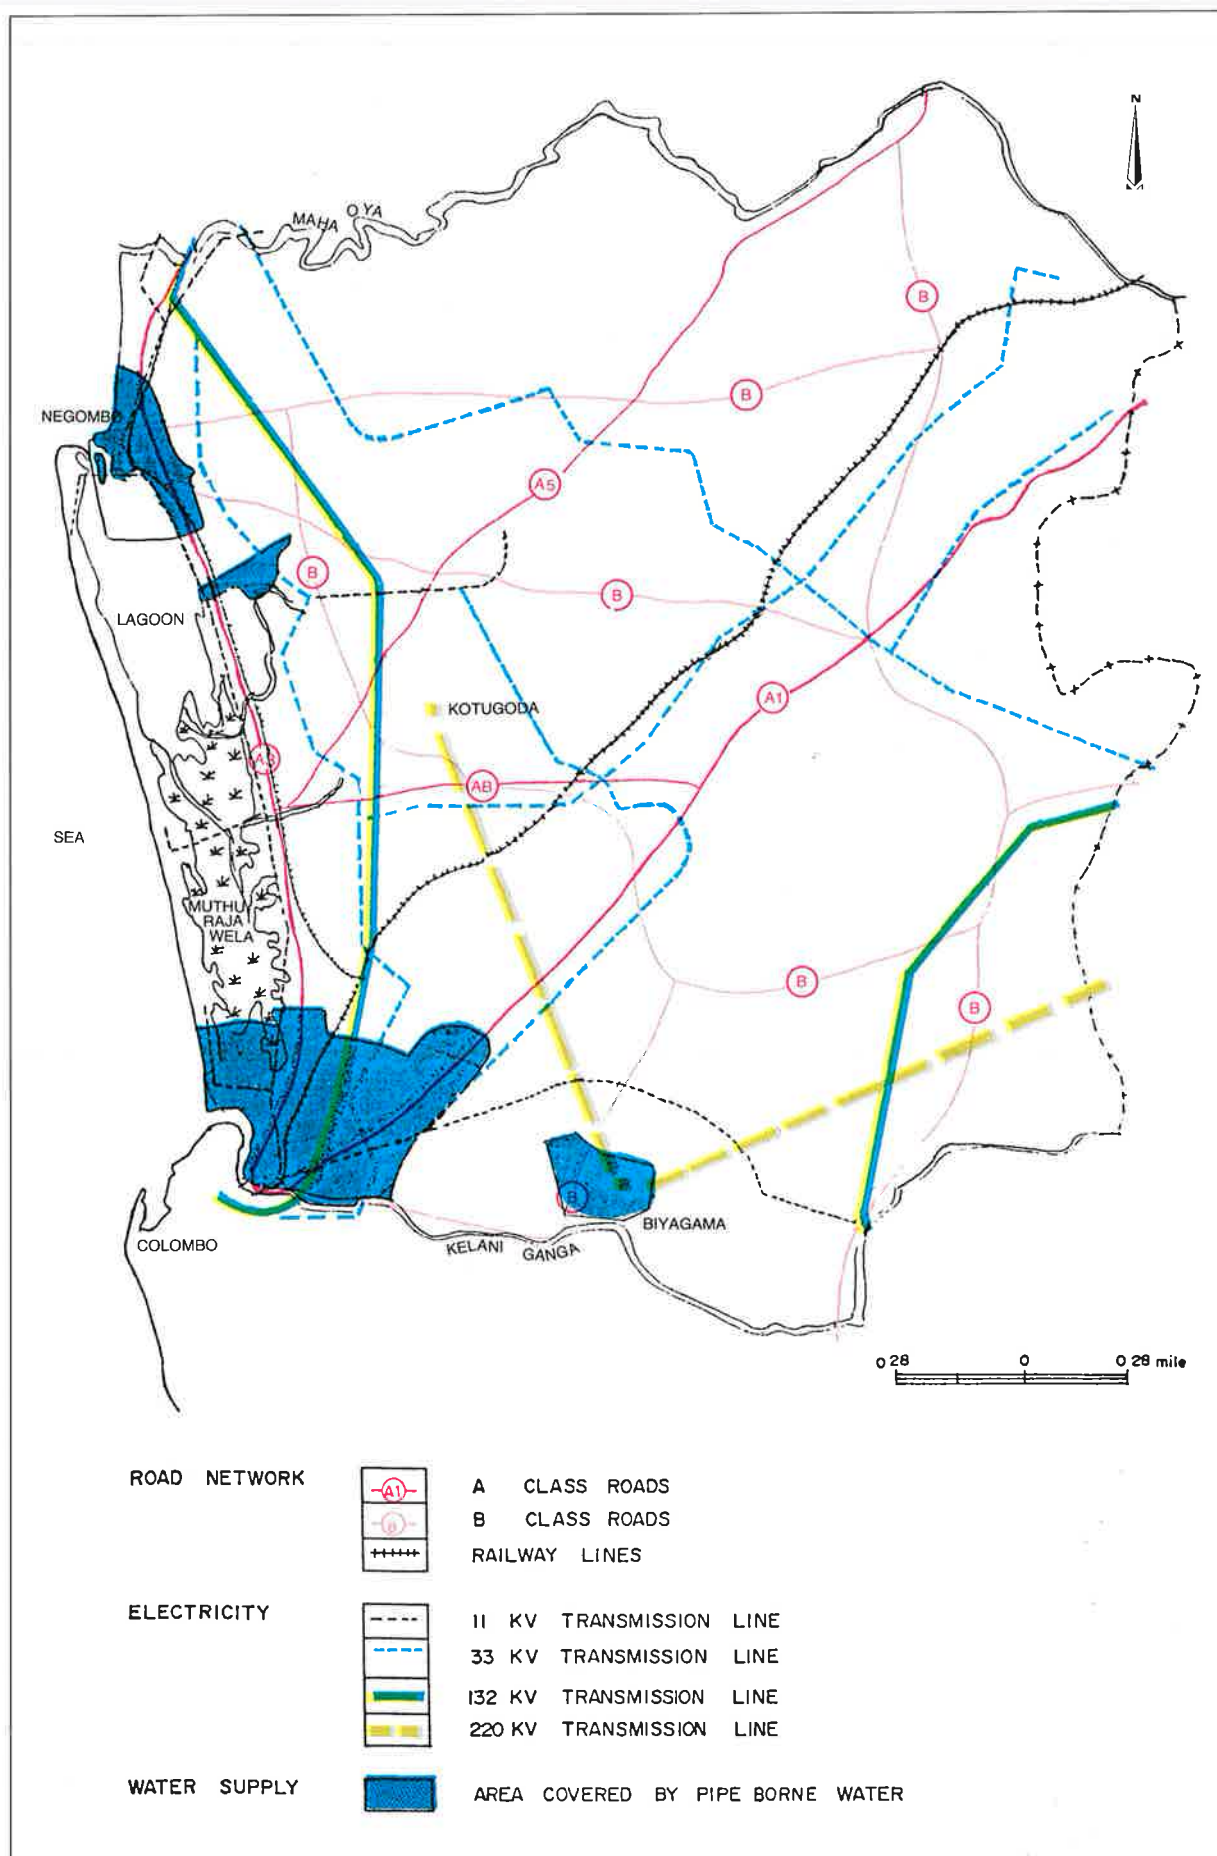 N
MAHA OYA
B
B
NEGOMBO
A5
B
B
LAGOON
A1
KOTUGODA
A3
AB
SEA
MUTHU
RAJA
WELA
B
B
B
BIYAGAMA
COLOMBO
KELANI GANGA
0 28 0 0 28 mile
ROAD NETWORK
A1 A CLASS ROADS
B B CLASS ROADS
RAILWAY LINES
ELECTRICITY
11 KV TRANSMISSION LINE
33 KV TRANSMISSION LINE
132 KV TRANSMISSION LINE
220 KV TRANSMISSION LINE
WATER SUPPLY AREA COVERED BY PIPE BORNE WATER